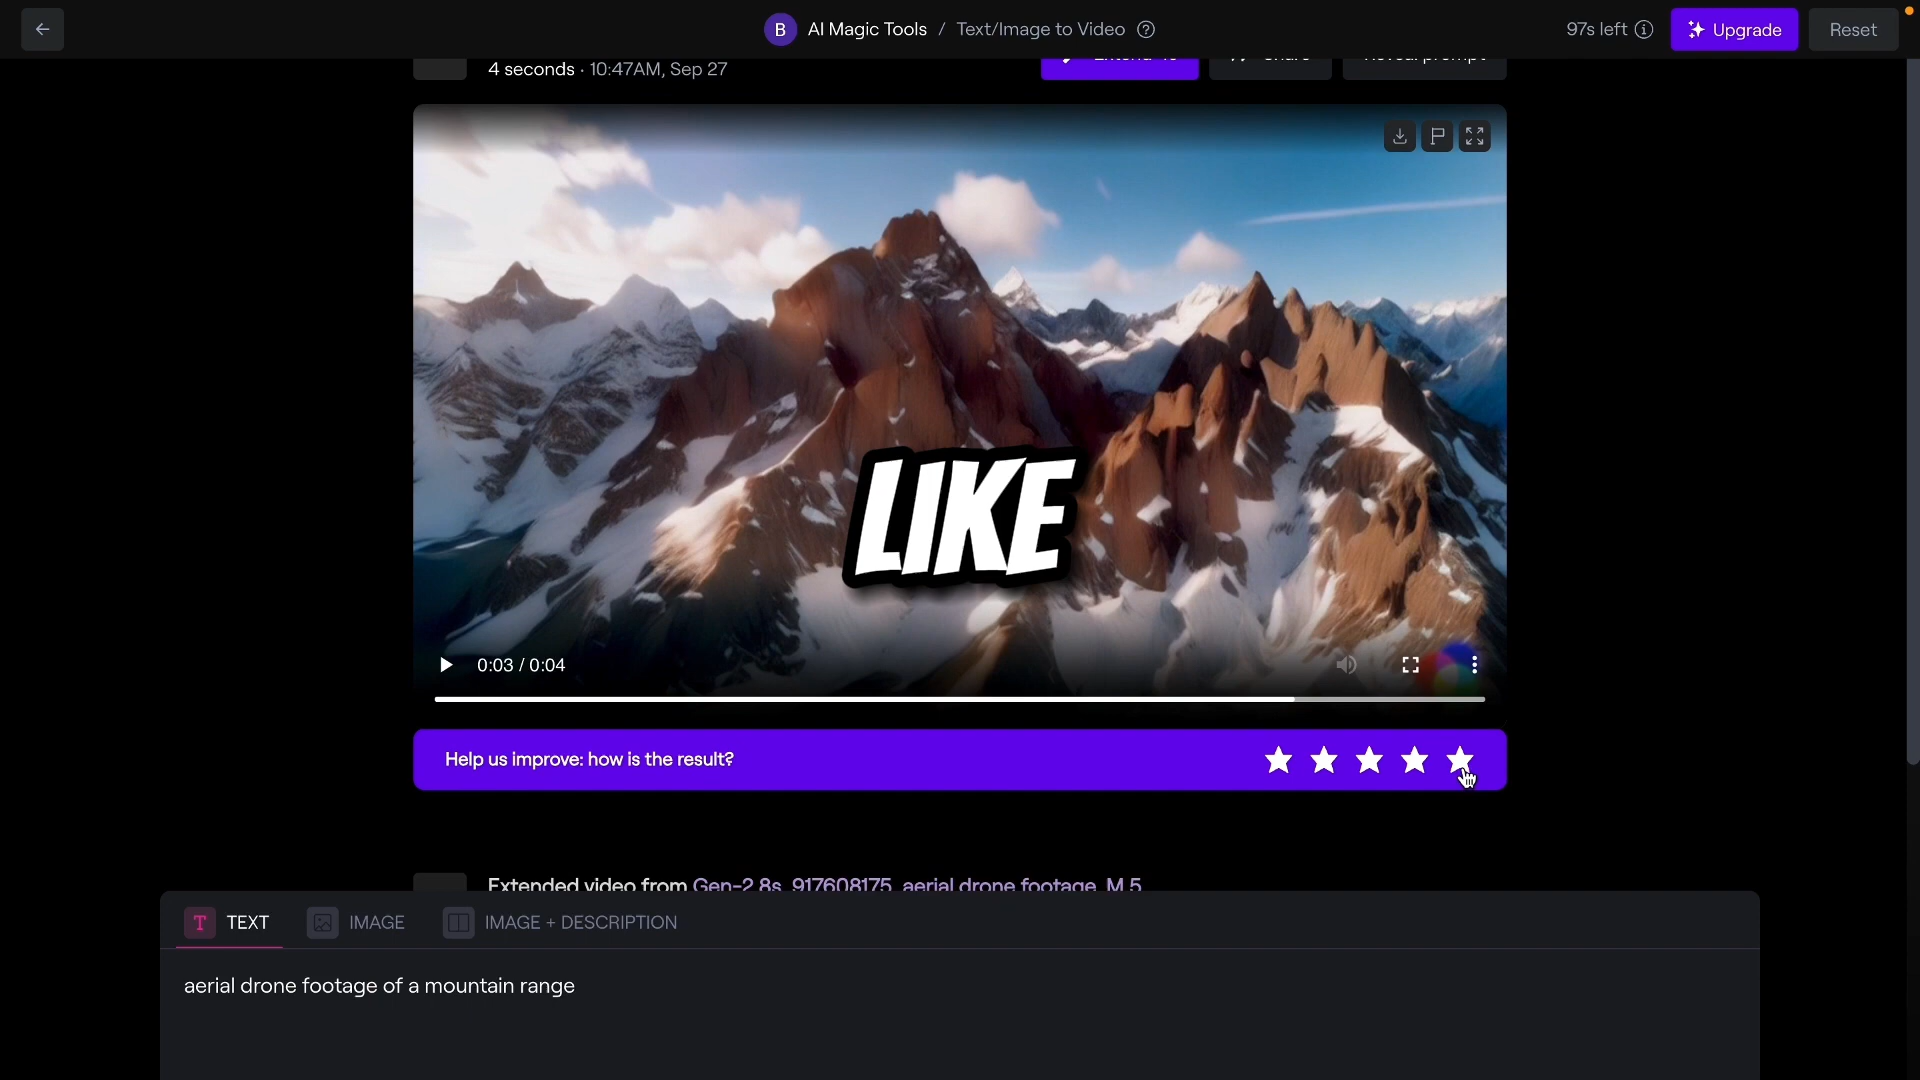 B AI Magic Tools / Text/Image to Video
97s left
Upgrade
Reset
4 seconds · 10:47AM, Sep 27
LIKE
0:03 / 0:04
Help us improve: how is the result?
Extended video from Gen-2 8s, 917608175, aerial drone footage, M 5
T TEXT
IMAGE
IMAGE + DESCRIPTION
aerial drone footage of a mountain range